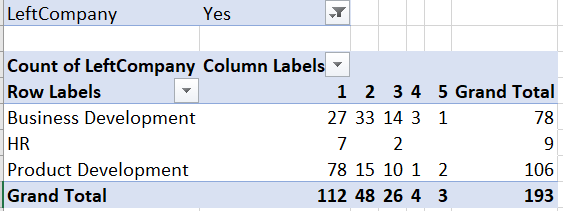 LeftCompany Yes
Count of LeftCompany Column Labels
Row Labels 1 2 3 4 5 Grand Total
Business Development 27 33 14 3 1 78
HR 7 2 9
Product Development 78 15 10 1 2 106
Grand Total 112 48 26 4 3 193